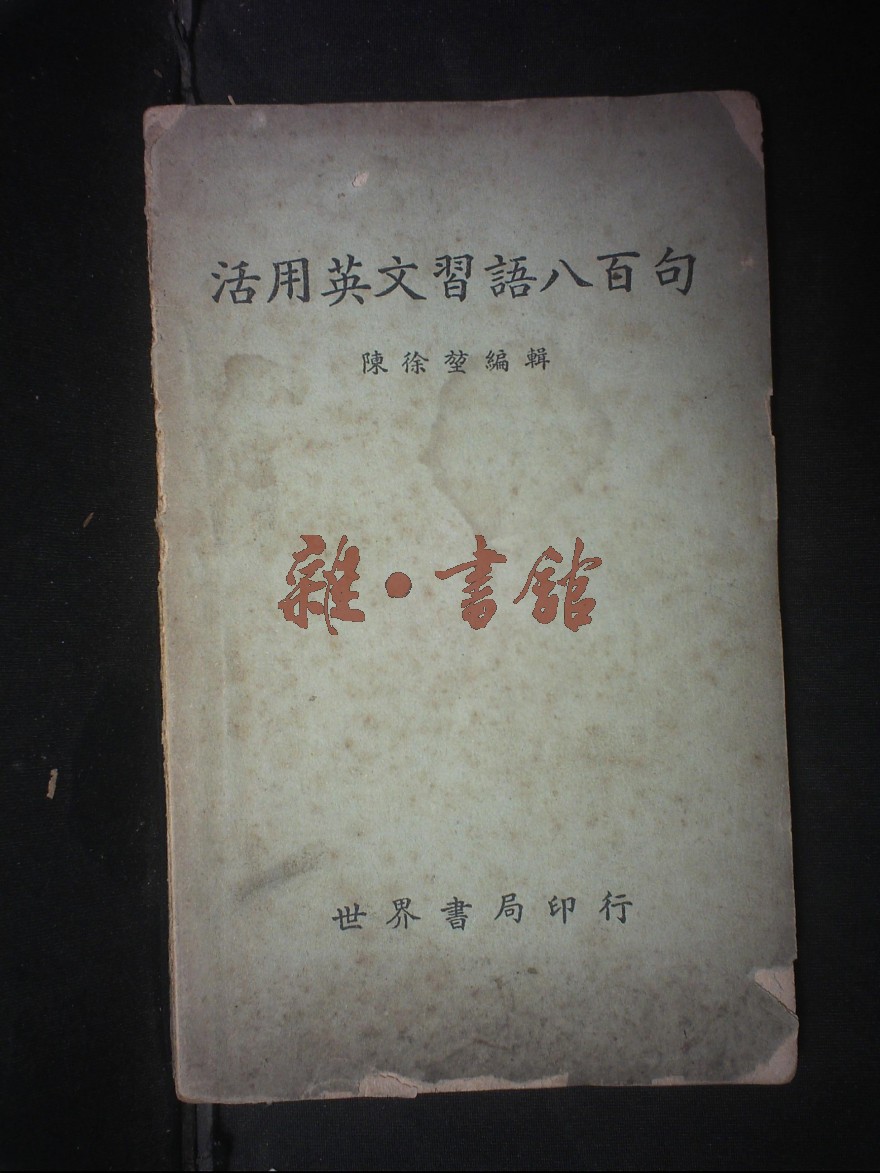 活用英文習語八百句
陳徐堃編輯
雜·書館
世界書局印行